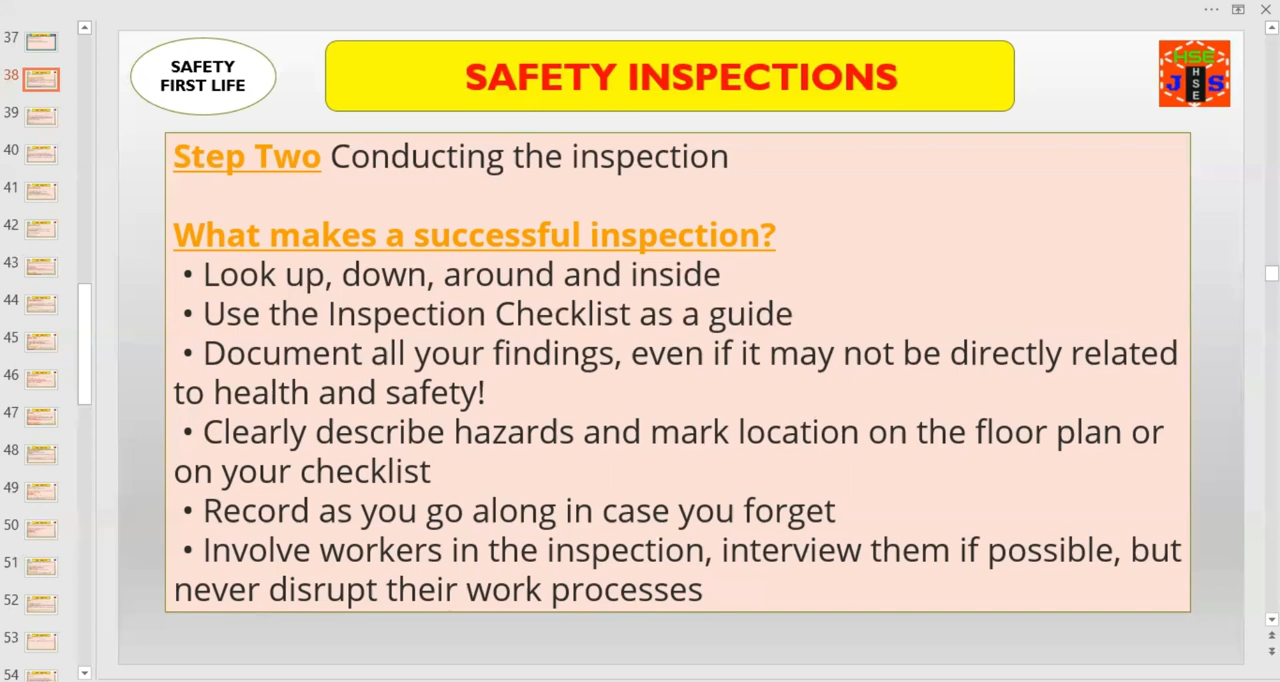 37
38
39
40
41
42
43
44
45
46
47
48
49
50
51
52
53
54
SAFETY
FIRST LIFE
SAFETY INSPECTIONS
HSE
J HSE S
Step Two Conducting the inspection
What makes a successful inspection?
• Look up, down, around and inside
• Use the Inspection Checklist as a guide
• Document all your findings, even if it may not be directly related
to health and safety!
• Clearly describe hazards and mark location on the floor plan or
on your checklist
• Record as you go along in case you forget
• Involve workers in the inspection, interview them if possible, but
never disrupt their work processes